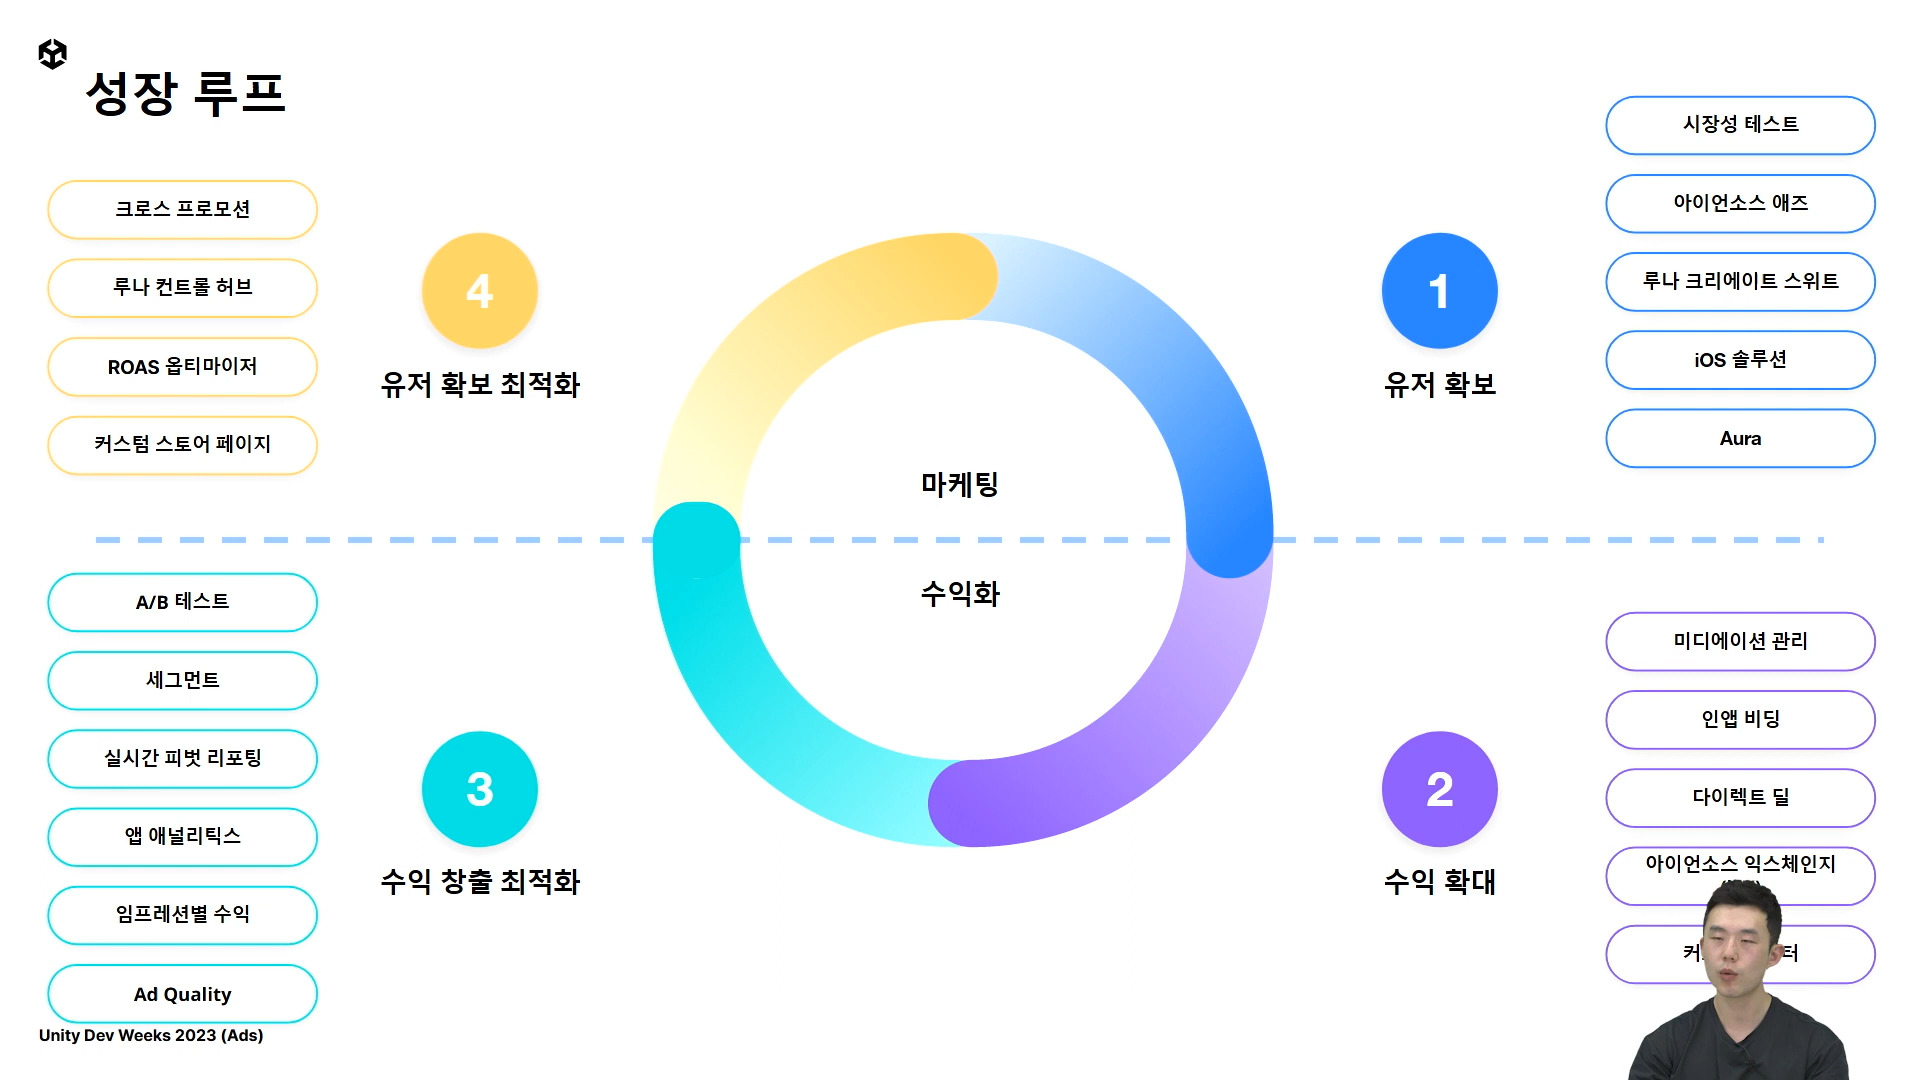 성장 루프
크로스 프로모션
루나 컨트롤 허브
ROAS 옵티마이저
커스텀 스토어 페이지
4
유저 확보 최적화
1
유저 확보
시장성 테스트
아이언소스 애즈
루나 크리에이트 스위트
iOS 솔루션
Aura
마케팅
수익화
A/B 테스트
세그먼트
실시간 피벗 리포팅
앱 애널리틱스
임프레션별 수익
Ad Quality
3
수익 창출 최적화
2
수익 확대
미디에이션 관리
인앱 비딩
다이렉트 딜
아이언소스 익스체인지
Unity Dev Weeks 2023 (Ads)